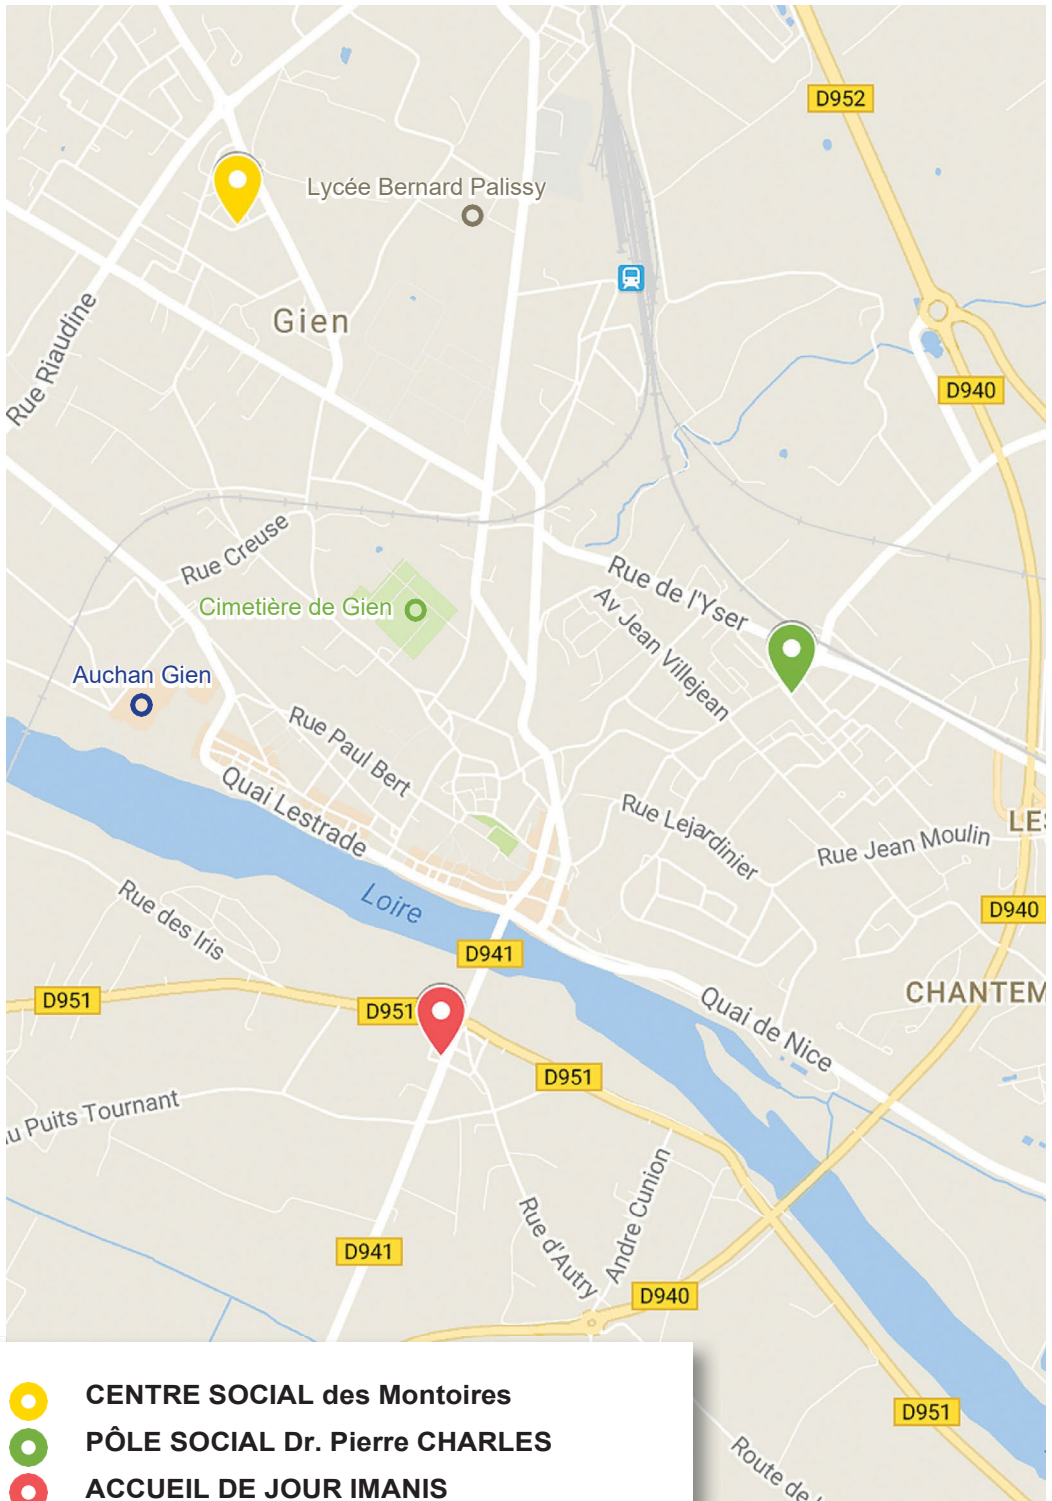 D952
Lycée Bernard Palissy
Gien
Rue Riaudine
D940
Rue Creuse
Rue de l'Yser
Av Jean Villejean
Cimetière de Gien
Auchan Gien
Rue Paul Bert
Quai Lestrade
Rue Lejardinier
Rue Jean Moulin
LES
Loire
Rue des Iris
D940
D941
D951
D951
CHANTEM
Quai de Nice
D951
u Puits Tournant
Rue d'Autry
Andre Cunion
D941
D940
CENTRE SOCIAL des Montoires
PÔLE SOCIAL Dr. Pierre CHARLES
ACCUEIL DE JOUR IMANIS
D951
Route de